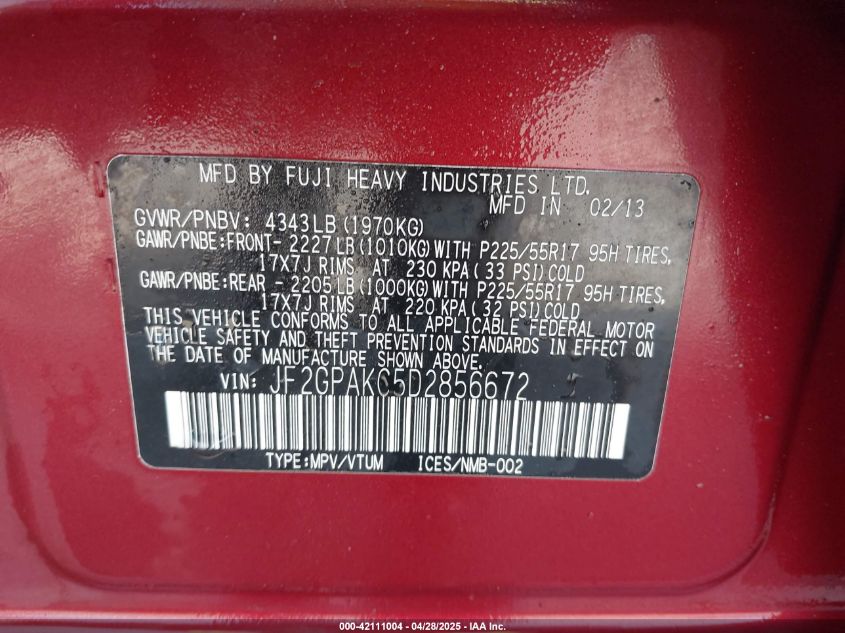 MFD BY FUJI HEAVY INDUSTRIES LTD.
MFD IN 02/13
GVWR/PNBV: 4343LB(1970KG)
GAWR/PNBE:FRONT- 2227LB(1010KG)WITH P225/55R17 95H TIRES,
17X7J RIMS AT 230 KPA( 33 PSI)COLD
GAWR/PNBE:REAR - 2205LB(1000KG)WITH P225/55R17 95H TIRES,
17X7J RIMS AT 220 KPA( 32 PSI)COLD
THIS VEHICLE CONFORMS TO ALL APPLICABLE FEDERAL MOTOR
VEHICLE SAFETY AND THEFT PREVENTION STANDARDS IN EFFECT ON
THE DATE OF MANUFACTURE SHOWN ABOVE.
VIN: JF2GPAKC5D2856672
TYPE:MPV/VTUM ICES/NMB-002
000-42111004 - 04/28/2025 - IAA Inc.